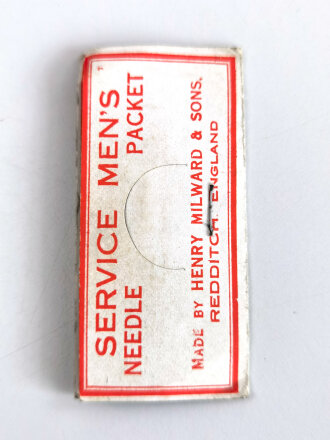 SERVICE MEN'S
NEEDLE PACKET
MADE BY HENRY MILWARD & SONS.
REDDITCH. ENGLAND